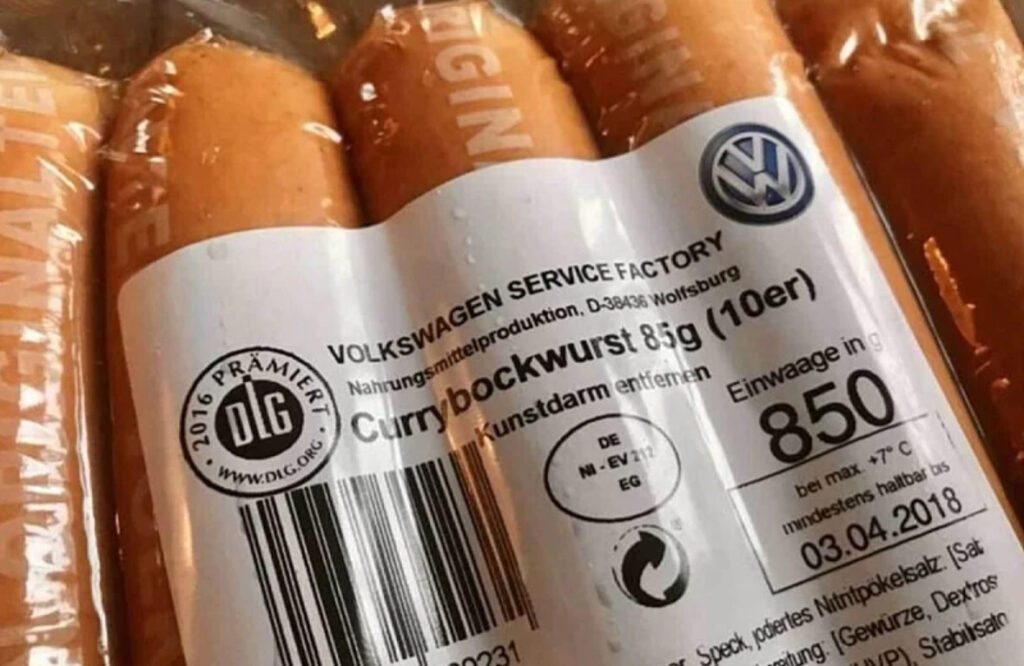 VW
VOLKSWAGEN SERVICE FACTORY
Nahrungsmittelproduktion, D-38436 Wolfsburg
Currybockwurst 85g (10er)
Kunstdarm entfernen
2016 PRÄMIERT
DLG
WWW.DLG.ORG
DE
NI - EV 212
EG
Einwaage in g
850
bei max. +7° C
mindestens haltbar bis
03.04.2018
Speck, jodiertes Nitritpökelsalz: [Sal
[Gewürze, Dextros
Stabilisato